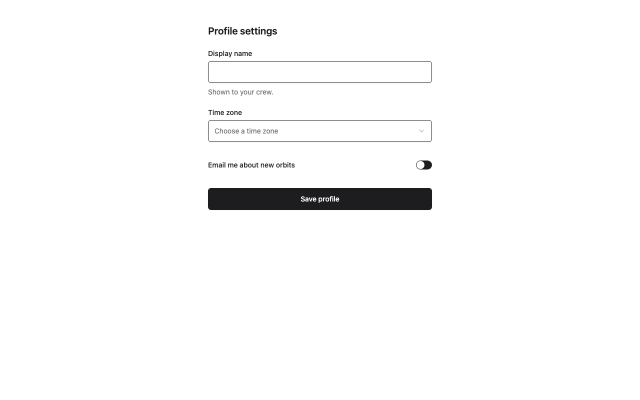 Profile settings
Display name
Shown to your crew.
Time zone
Choose a time zone
Email me about new orbits
Save profile